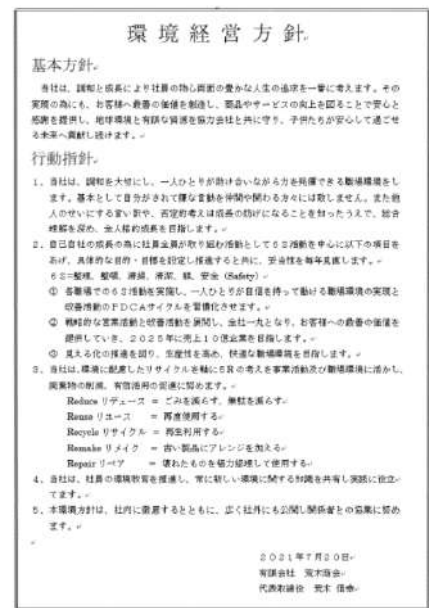 環境経営方針
基本方針
当社は、調和と成長により社員の物心両面の豊かな人生の追求を一番に考えます。その
実現の為にも、お客様へ最善の価値を創造し、商品やサービスの向上を図ることで安心と
感謝を提供し、地球環境と有限な資源を協力会社と共に守り、子供たちが安心して過ごせ
る未来へ貢献し続けます。
行動指針
1、当社は、調和を大切にし、一人ひとりが助け合いながら力を発揮できる職場環境をし
ます。基本として自分がされて嫌な言動を仲間や関わる方々には致しません。また他
人のせいにする言い訳や、否定的考えは成長の妨げになることを知ったうえで、総合
理解を深め、全人格的成長を目指します。
2、自己自社の成長の為に社員全員が取り組む活動として6S活動を中心に以下の項目を
あげ、具体的な目的・目標を設定し推進すると共に、妥当性を毎年見直します。
6S=整理、整頓、清掃、清潔、躾、安全 (Safety)
① 各職場での6S活動を実施し、一人ひとりが自信を持って働ける職場環境の実現と
改善活動のPDCAサイクルを習慣化させます。
② 戦略的な営業活動と改善活動を展開し、全社一丸となり、お客様への最善の価値を
提供していき、2025年に売上10億企業を目指します。
③ 見える化の推進を図り、生産性を高め、快適な職場環境を目指します。
3、当社は、環境に配慮したリサイクルを軸に5Rの考えを事業活動及び職場環境に活かし、
廃棄物の削減、有価活用の促進に努めます。
Reduce リデュース = ごみを減らす、無駄を減らす
Reuse リユース = 再度使用する
Recycle リサイクル = 再生利用する
Remake リメイク = 古い製品にアレンジを加える
Repair リペア = 壊れたものを極力修理して使用する
4、当社は、社員の環境教育を推進し、常に新しい環境に関する知識を共有し実践に役立
てます。
5、本環境方針は、社内に徹底するとともに、広く社外にも公開し関係者との協業に努め
ます。
2021年7月20日
有限会社 荒木商会
代表取締役 荒木